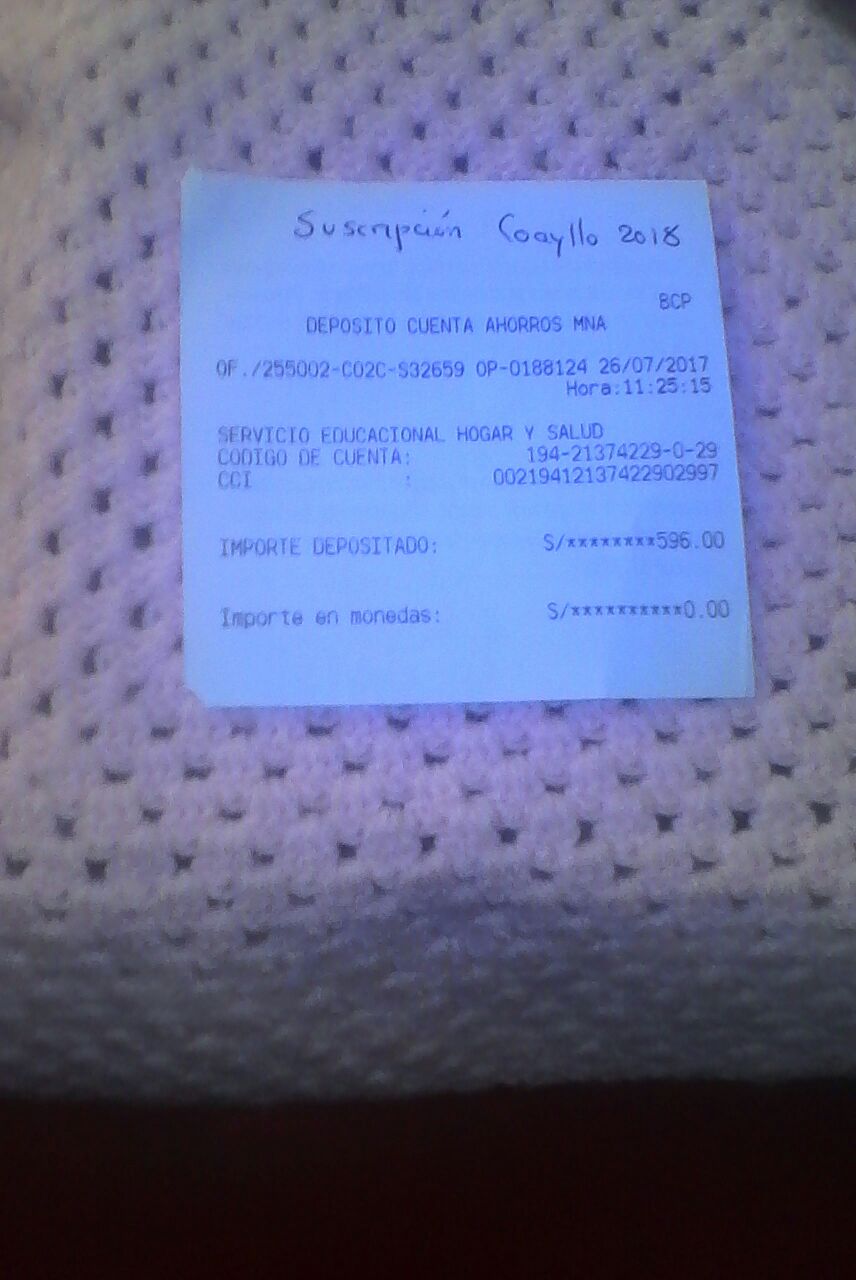 Suscripción Coayllo 2018
BCP
DEPOSITO CUENTA AHORROS MNA
OF./255002-C02C-S32659 OP-0188124 26/07/2017
Hora:11:25:15
SERVICIO EDUCACIONAL HOGAR Y SALUD
CODIGO DE CUENTA: 194-21374229-0-29
CCI : 00219412137422902997
IMPORTE DEPOSITADO: S/********596.00
Importe en monedas: S/**********0.00